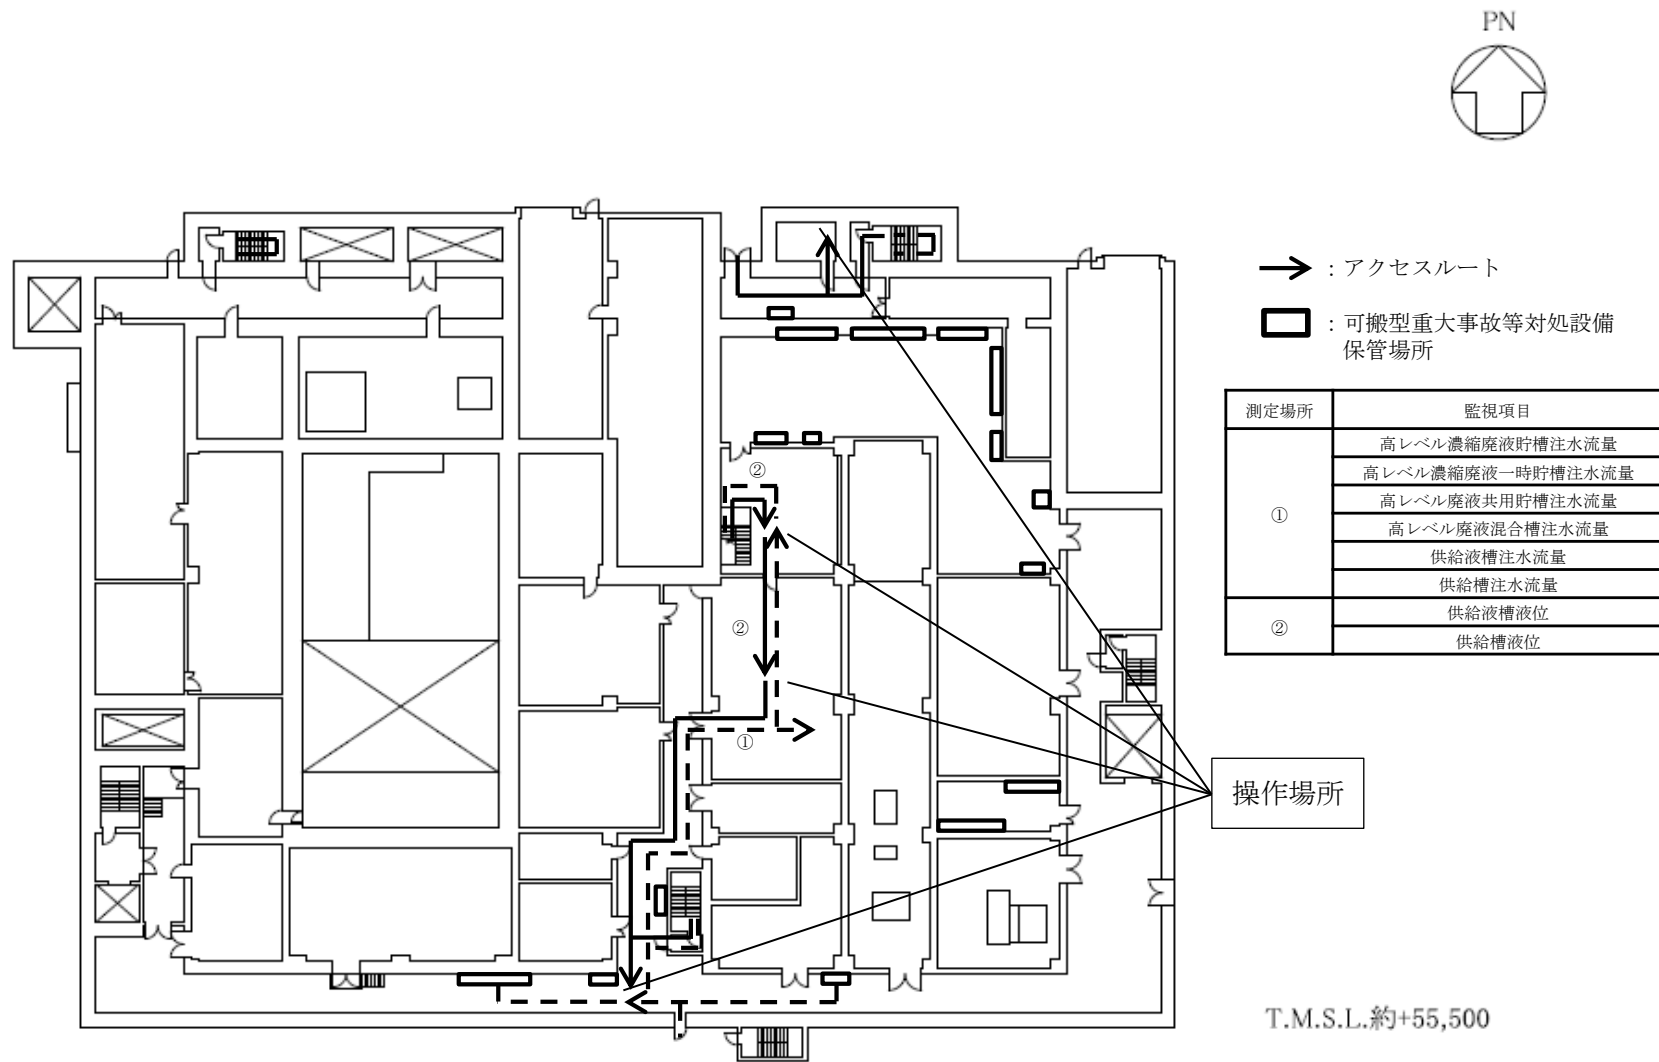 PN
: アクセスルート
: 可搬型重大事故等対処設備
保管場所
測定場所 監視項目
① 高レベル濃縮廃液貯槽注水流量
高レベル濃縮廃液一時貯槽注水流量
高レベル廃液共用貯槽注水流量
高レベル廃液混合槽注水流量
供給液槽注水流量
供給槽注水流量
② 供給液槽液位
供給槽液位
②
②
①
操作場所
T.M.S.L.約+55,500